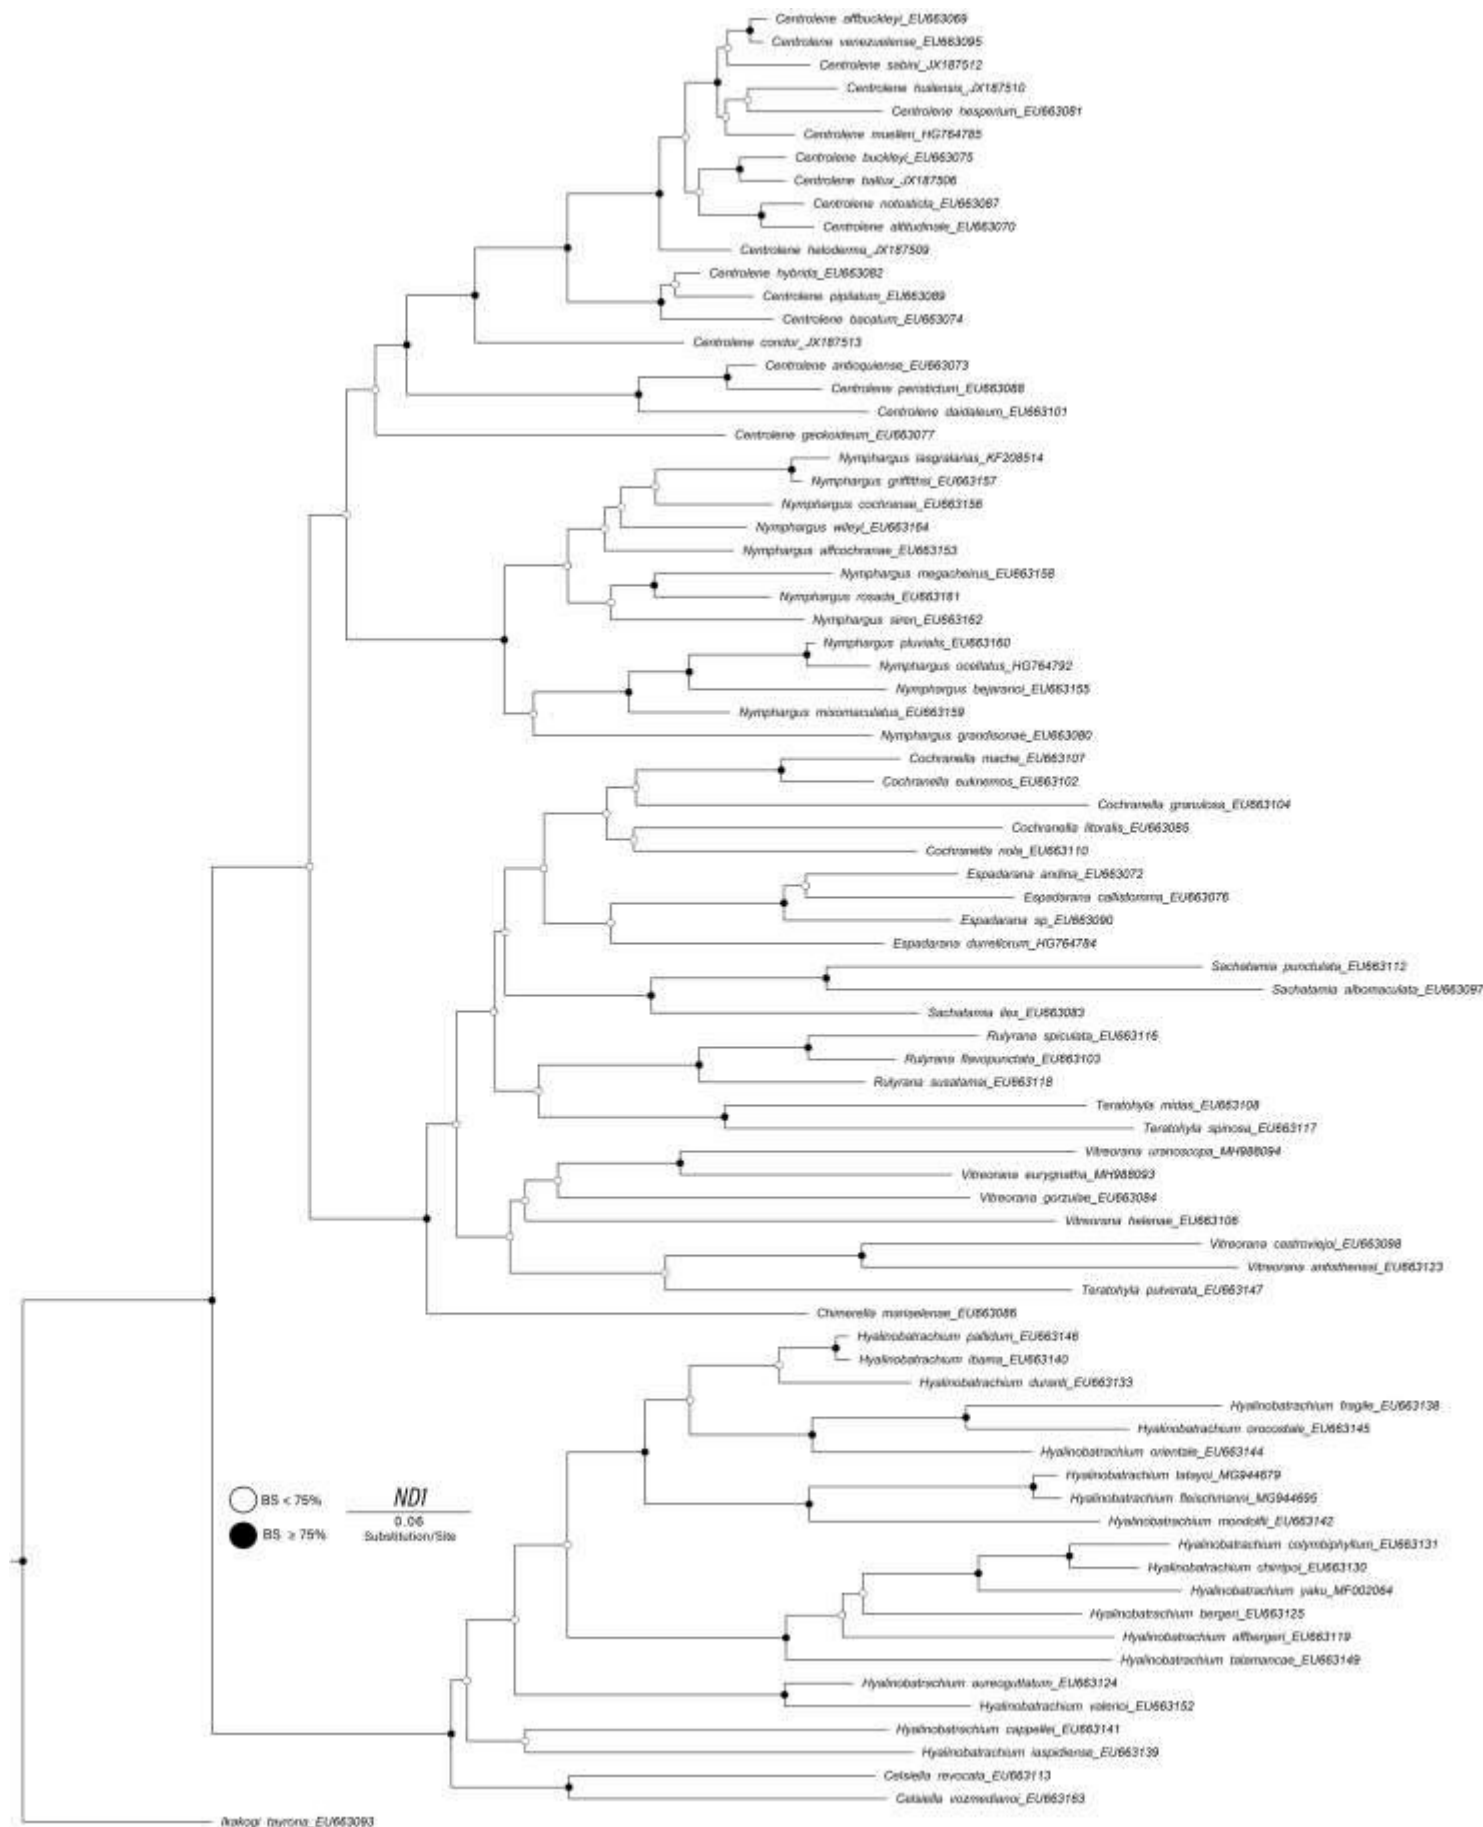 Centrolene affbuckleyi_EU663069
Centrolene venezuelense_EU663095
Centrolene sabini_JX187512
Centrolene huilensis_JX187510
Centrolene hesperium_EU663081
Centrolene muelleri_HG764785
Centrolene buckleyi_EU663075
Centrolene ballux_JX187506
Centrolene notosticta_EU663087
Centrolene altitudinale_EU663070
Centrolene heloderma_JX187509
Centrolene hybrida_EU663082
Centrolene pipilatum_EU663089
Centrolene bacatum_EU663074
Centrolene condor_JX187513
Centrolene antioquiense_EU663073
Centrolene peristictum_EU663088
Centrolene daidaleum_EU663101
Centrolene geckoideum_EU663077
Nymphargus lasgralarias_KF208514
Nymphargus griffithsi_EU663157
Nymphargus cochranae_EU663156
Nymphargus wileyi_EU663164
Nymphargus affcochranae_EU663153
Nymphargus megacheirus_EU663158
Nymphargus rosada_EU663161
Nymphargus siren_EU663162
Nymphargus pluvialis_EU663160
Nymphargus ocellatus_HG764792
Nymphargus bejaranoi_EU663155
Nymphargus mixomaculatus_EU663159
Nymphargus grandisonae_EU663080
Cochranella mache_EU663107
Cochranella euknemos_EU663102
Cochranella granulosa_EU663104
Cochranella litoralis_EU663085
Cochranella nola_EU663110
Espadarana andina_EU663072
Espadarana callistomma_EU663076
Espadarana sp_EU663090
Espadarana durrellorum_HG764784
Sachatamia punctulata_EU663112
Sachatamia albomaculata_EU663097
Sachatamia ilex_EU663083
Rulyrana spiculata_EU663116
Rulyrana flavopunctata_EU663103
Rulyrana susatamai_EU663118
Teratohyla midas_EU663108
Teratohyla spinosa_EU663117
Vitreorana uranoscopa_MH988094
Vitreorana eurygnatha_MH988093
Vitreorana gorzulae_EU663084
Vitreorana helenae_EU663106
Vitreorana castroviejoi_EU663098
Vitreorana antisthenesi_EU663123
Teratohyla pulverata_EU663147
Chimerella mariaelenae_EU663086
Hyalinobatrachium pallidum_EU663146
Hyalinobatrachium ibama_EU663140
Hyalinobatrachium duranti_EU663133
Hyalinobatrachium fragile_EU663138
Hyalinobatrachium orocostale_EU663145
Hyalinobatrachium orientale_EU663144
Hyalinobatrachium tatayoi_MG944679
Hyalinobatrachium fleischmanni_MG944695
Hyalinobatrachium mondolfii_EU663142
Hyalinobatrachium colymbiphyllum_EU663131
Hyalinobatrachium chirripoi_EU663130
Hyalinobatrachium yaku_MF002064
Hyalinobatrachium bergeri_EU663125
Hyalinobatrachium affbergeri_EU663119
Hyalinobatrachium talamancae_EU663149
Hyalinobatrachium aureoguttatum_EU663124
Hyalinobatrachium valerioi_EU663152
Hyalinobatrachium cappellei_EU663141
Hyalinobatrachium iaspidiense_EU663139
Celsiella revocata_EU663113
Celsiella vozmedianoi_EU663163
Ikakogi tayrona_EU663093
BS < 75%
BS ≥ 75%
ND1
0.06
Substitution/Site